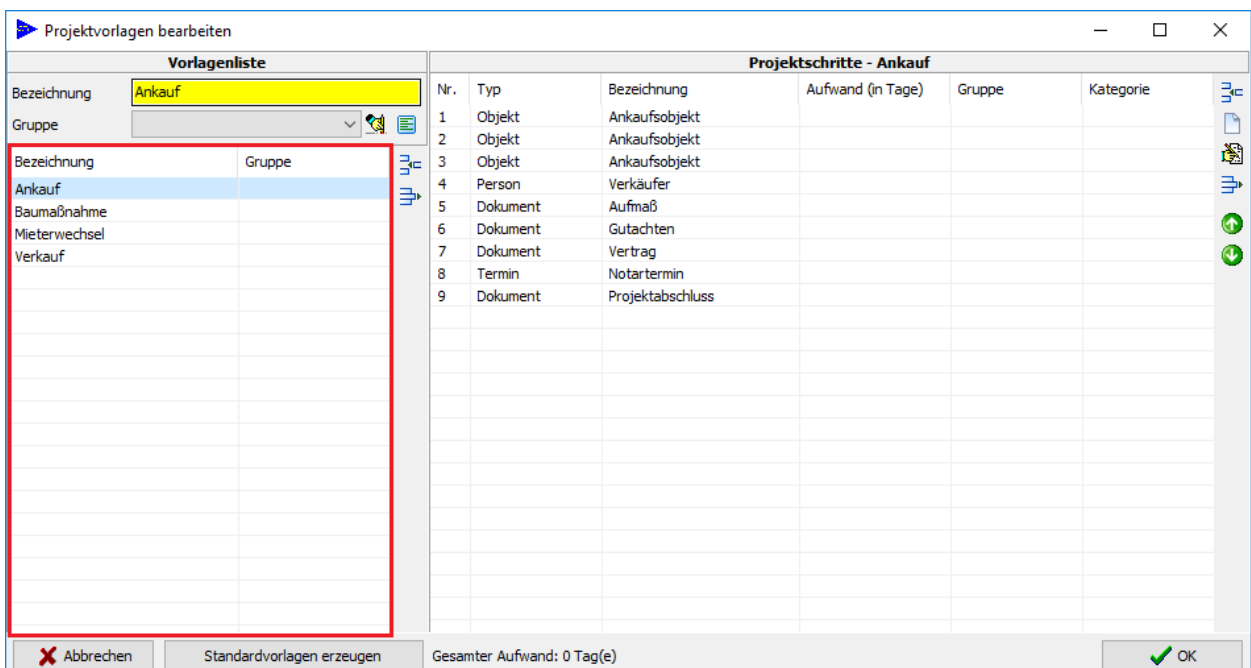 Projektvorlagen bearbeiten
Vorlagenliste
Bezeichnung Ankauf
Gruppe
Bezeichnung Gruppe
Ankauf
Baumaßnahme
Mieterwechsel
Verkauf
Projektschritte - Ankauf
Nr. Typ Bezeichnung Aufwand (in Tage) Gruppe Kategorie
1 Objekt Ankaufsobjekt
2 Objekt Ankaufsobjekt
3 Objekt Ankaufsobjekt
4 Person Verkäufer
5 Dokument Aufmaß
6 Dokument Gutachten
7 Dokument Vertrag
8 Termin Notartermin
9 Dokument Projektabschluss
Abbrechen Standardvorlagen erzeugen Gesamter Aufwand: 0 Tag(e) OK